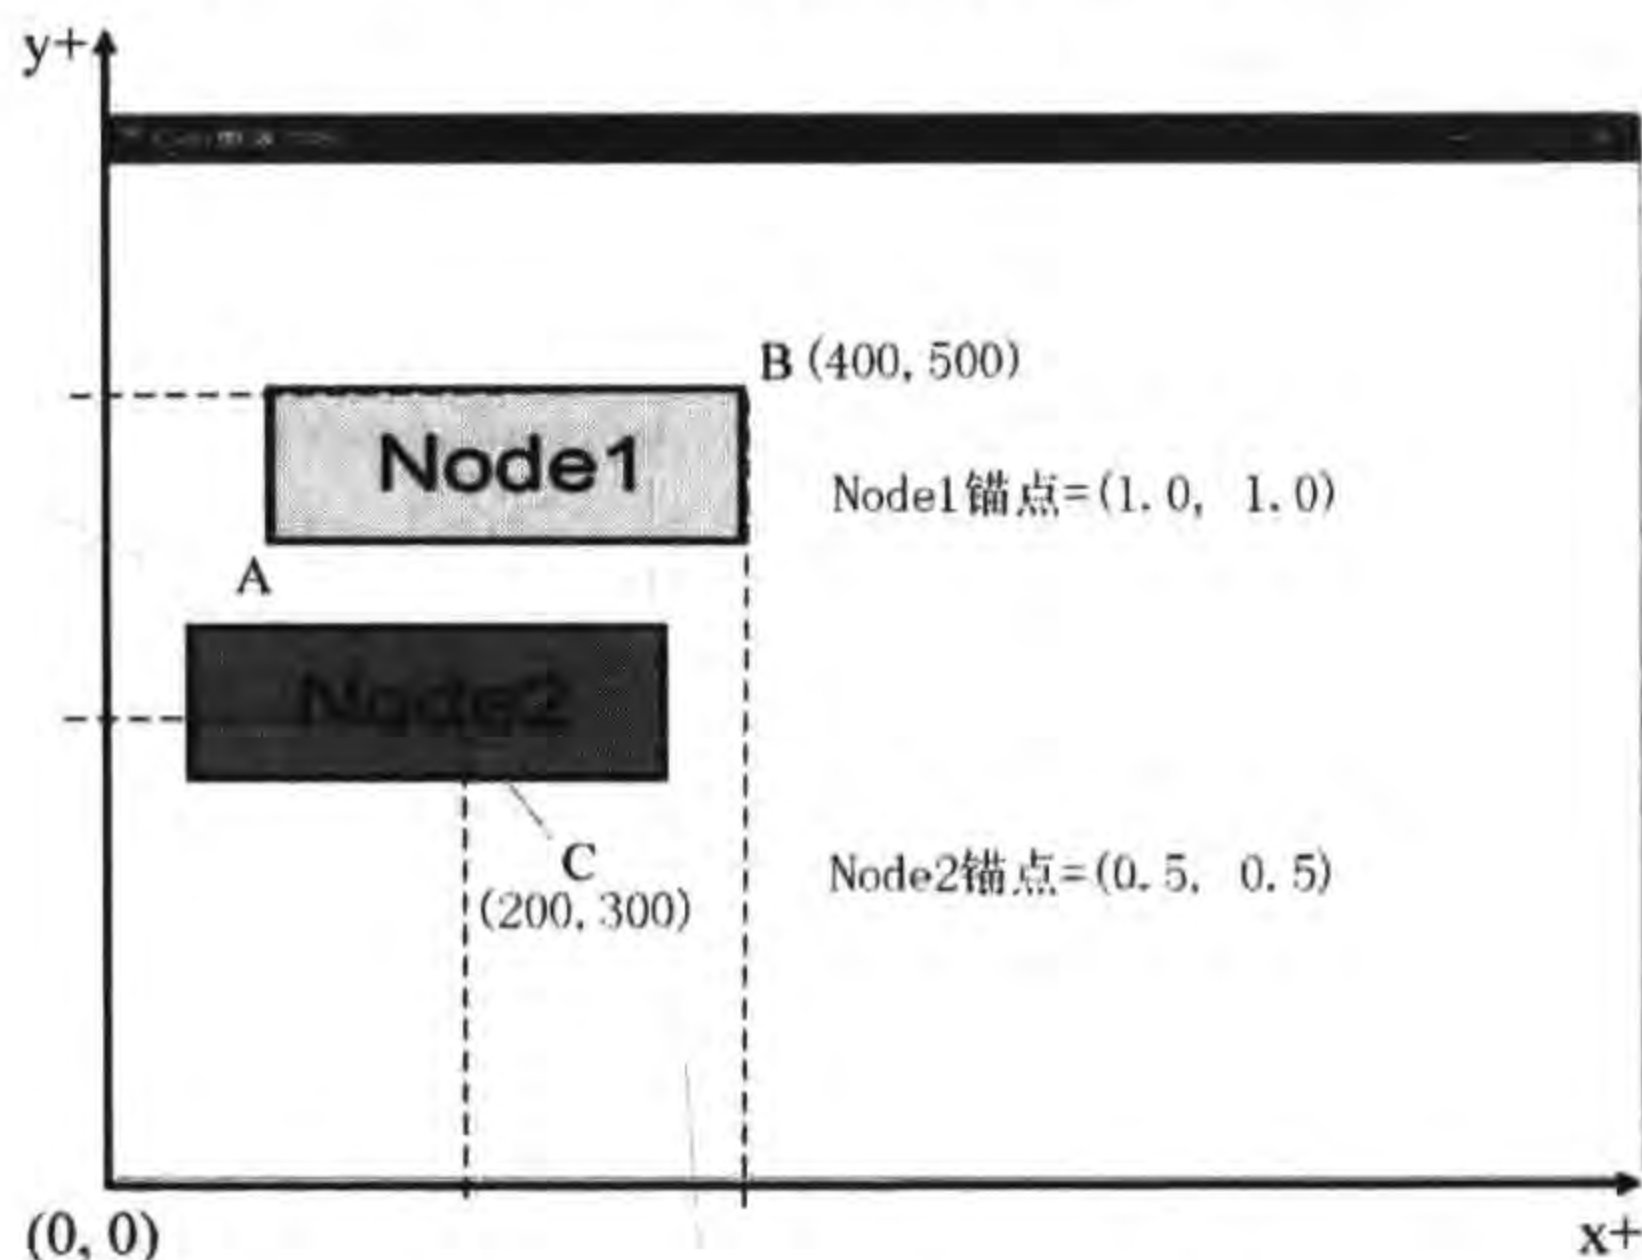 y+
B (400, 500)
Node1
Node1锚点=(1.0, 1.0)
A
Node2
C
(200, 300)
Node2锚点=(0.5, 0.5)
(0, 0)
x+